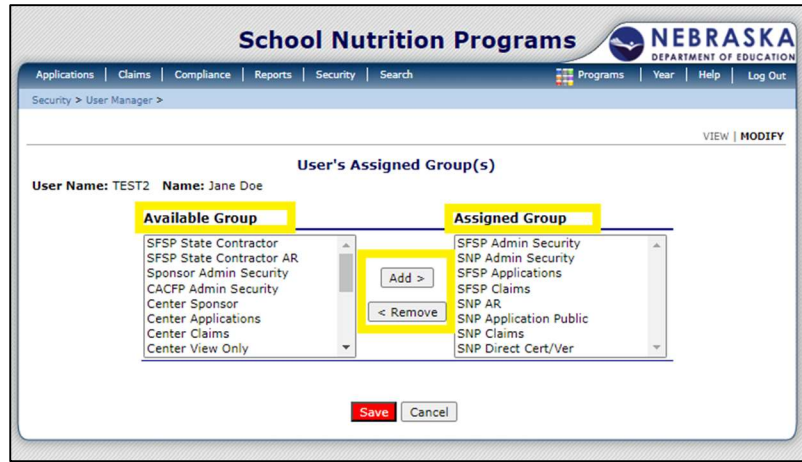 School Nutrition Programs
NEBRASKA
DEPARTMENT OF EDUCATION
Applications | Claims | Compliance | Reports | Security | Search Programs | Year | Help | Log Out
Security > User Manager >
VIEW | MODIFY
User's Assigned Group(s)
User Name: TEST2 Name: Jane Doe
Available Group
SFSP State Contractor
SFSP State Contractor AR
Sponsor Admin Security
CACFP Admin Security
Center Sponsor
Center Applications
Center Claims
Center View Only
Add >
< Remove
Assigned Group
SFSP Admin Security
SNP Admin Security
SFSP Applications
SFSP Claims
SNP AR
SNP Application Public
SNP Claims
SNP Direct Cert/Ver
Save Cancel